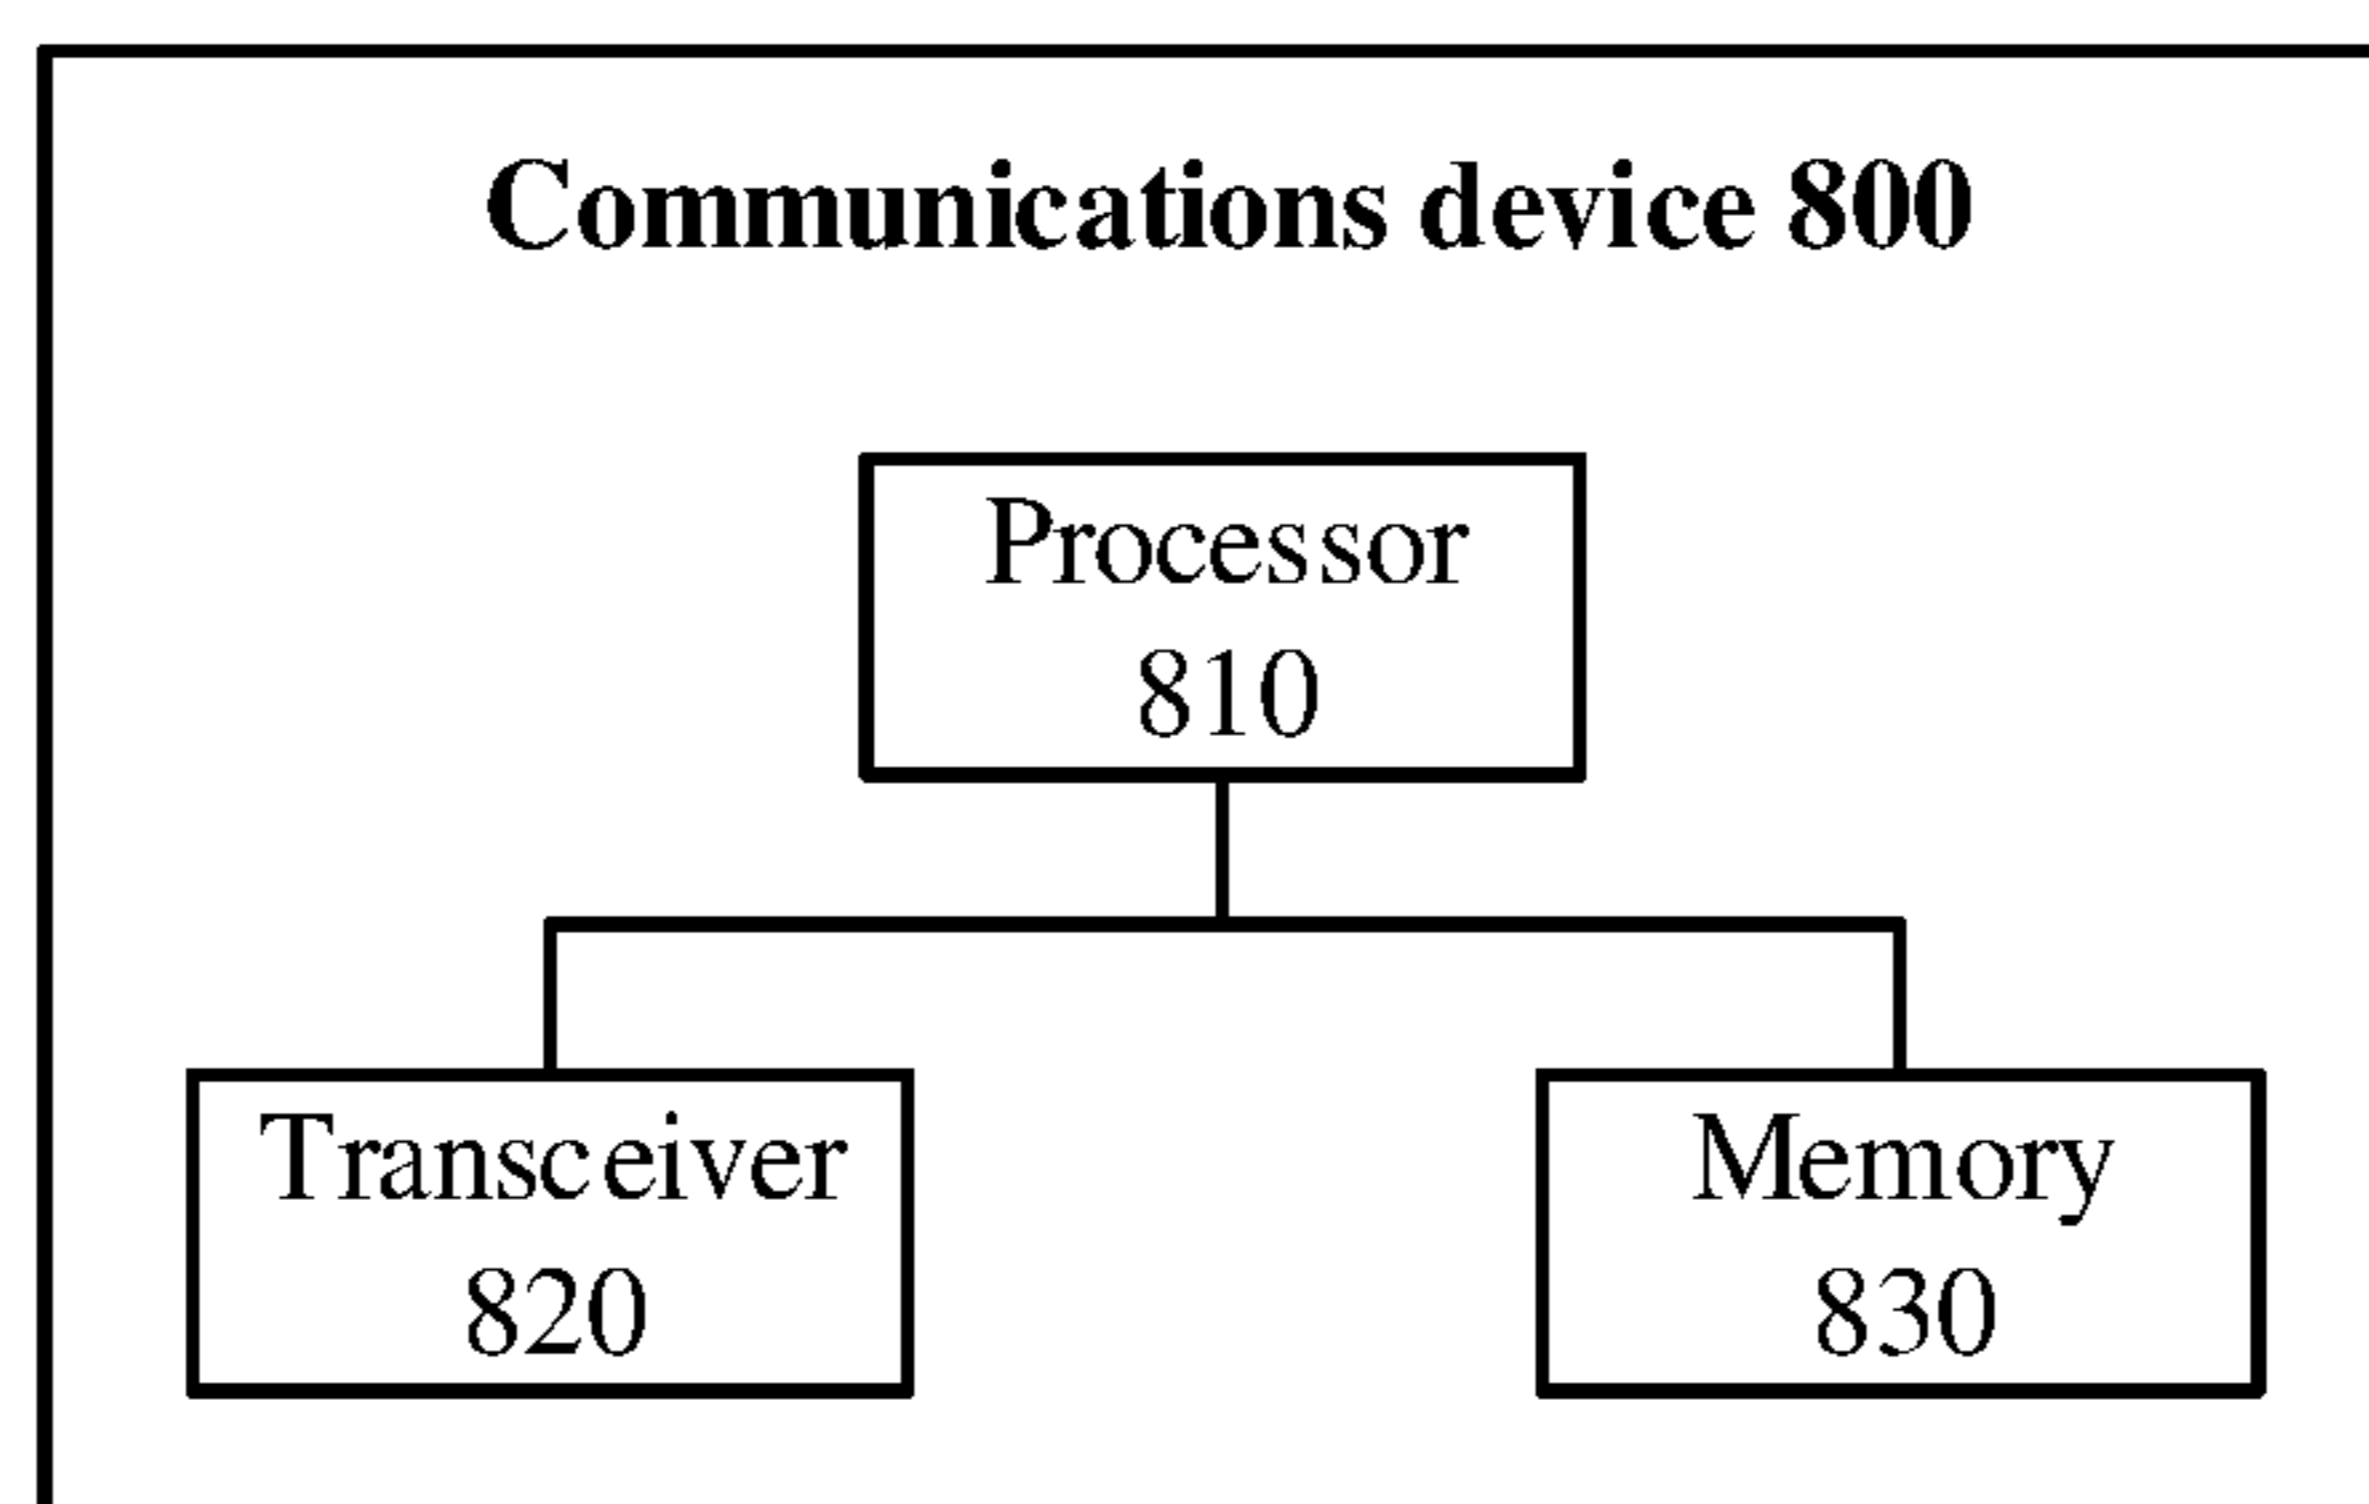 Communications device 800
Processor
810
Transceiver
820
Memory
830